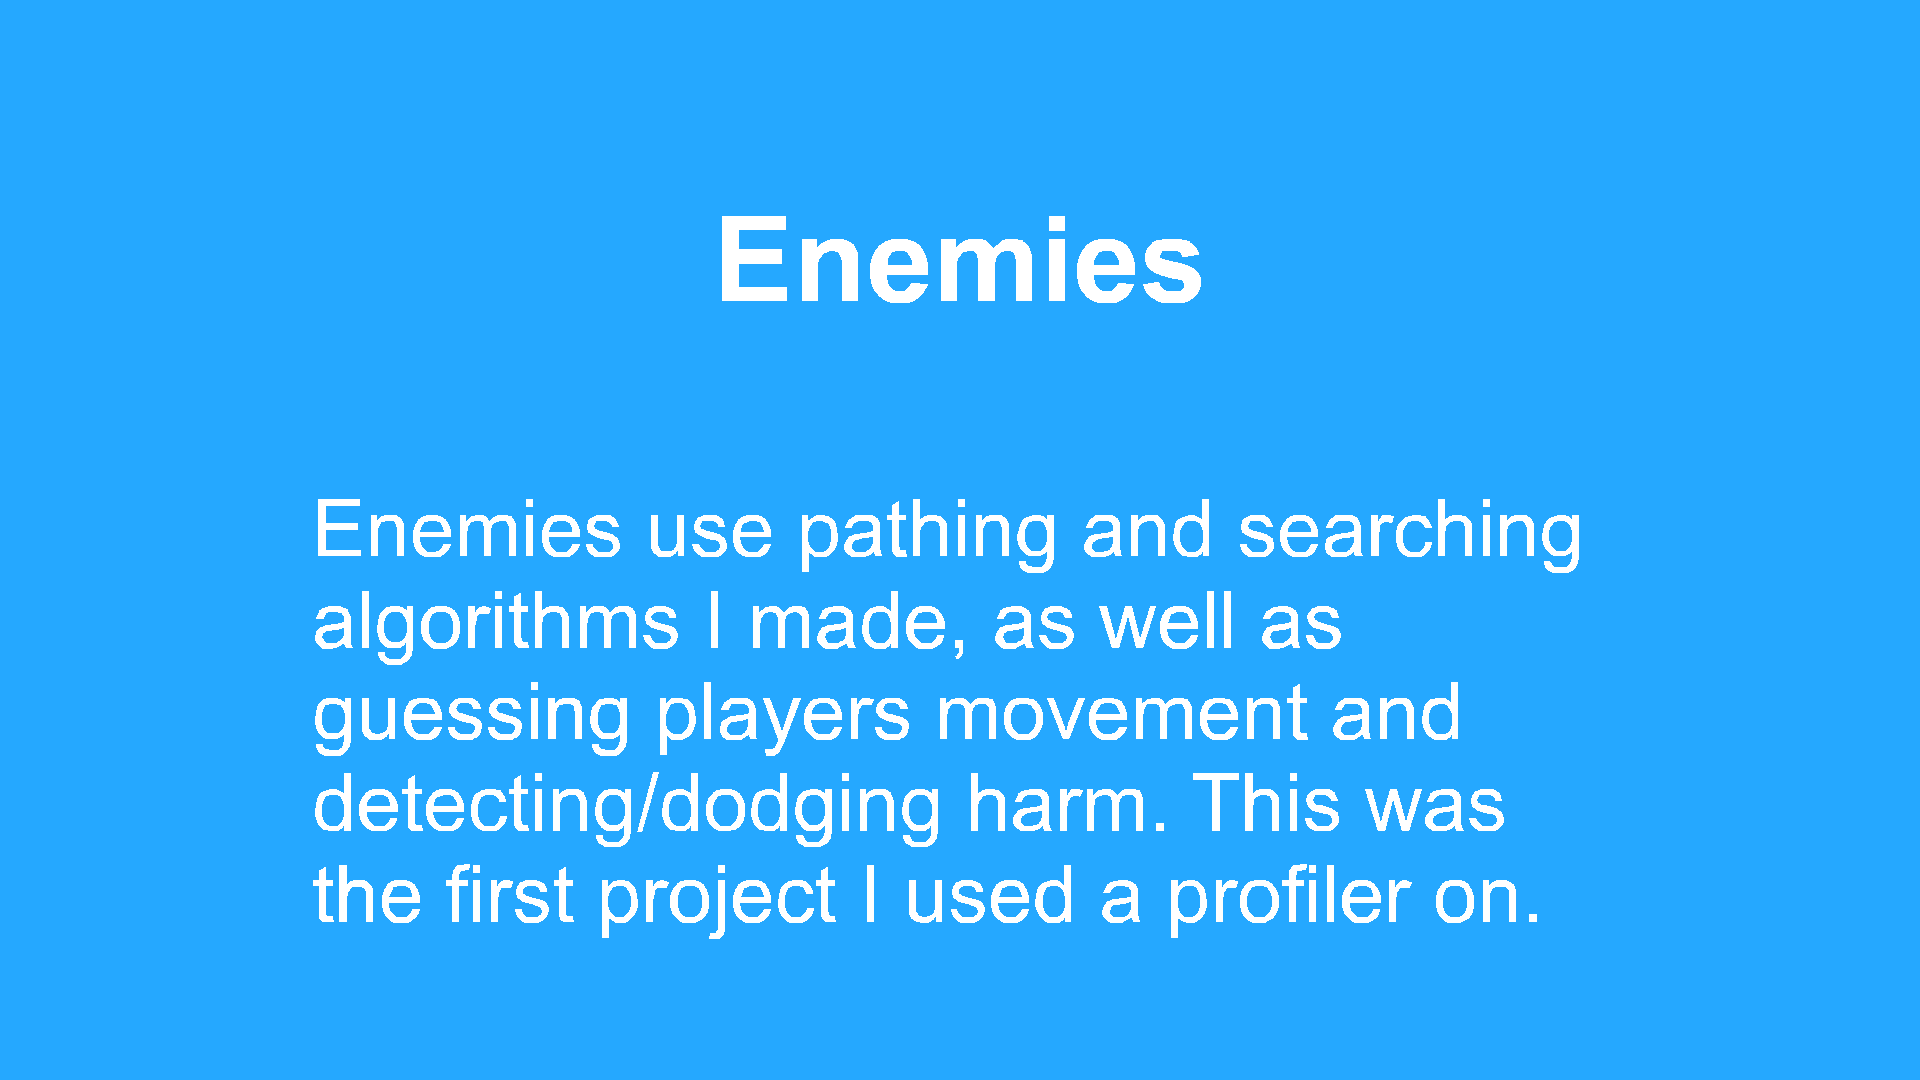 Enemies
Enemies use pathing and searching
algorithms I made, as well as
guessing players movement and
detecting/dodging harm. This was
the first project I used a profiler on.